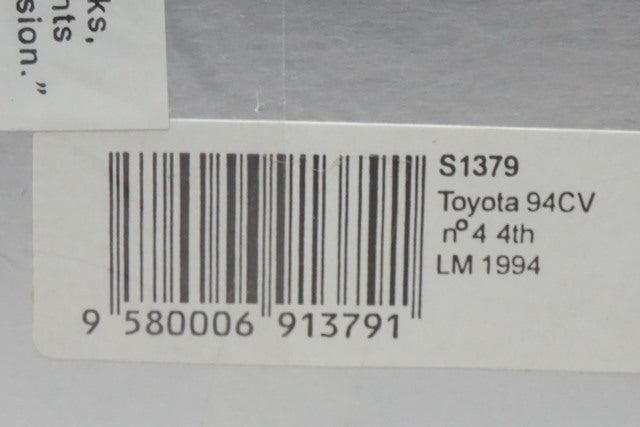 ks,
nts
sion.”
S1379
Toyota 94CV
nº4 4th
LM 1994
9 580006 913791